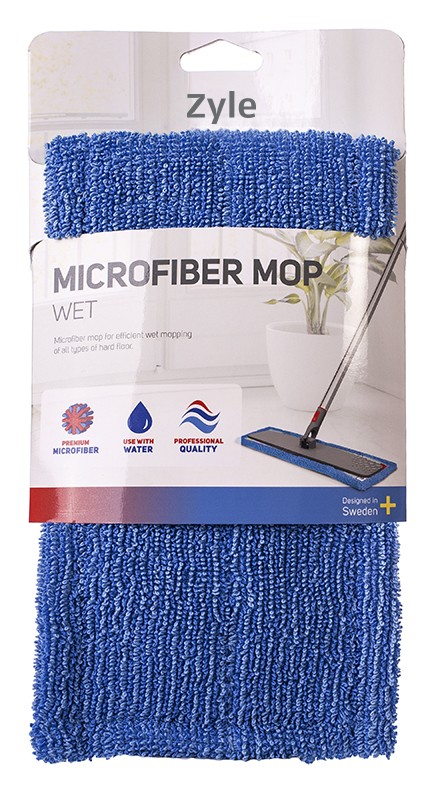 Zyle
MICROFIBER MOP
WET
Microfiber mop for efficient wet mopping
of all types of hard floor.
PREMIUM
MICROFIBER
USE WITH
WATER
PROFESSIONAL
QUALITY
Designed in
Sweden